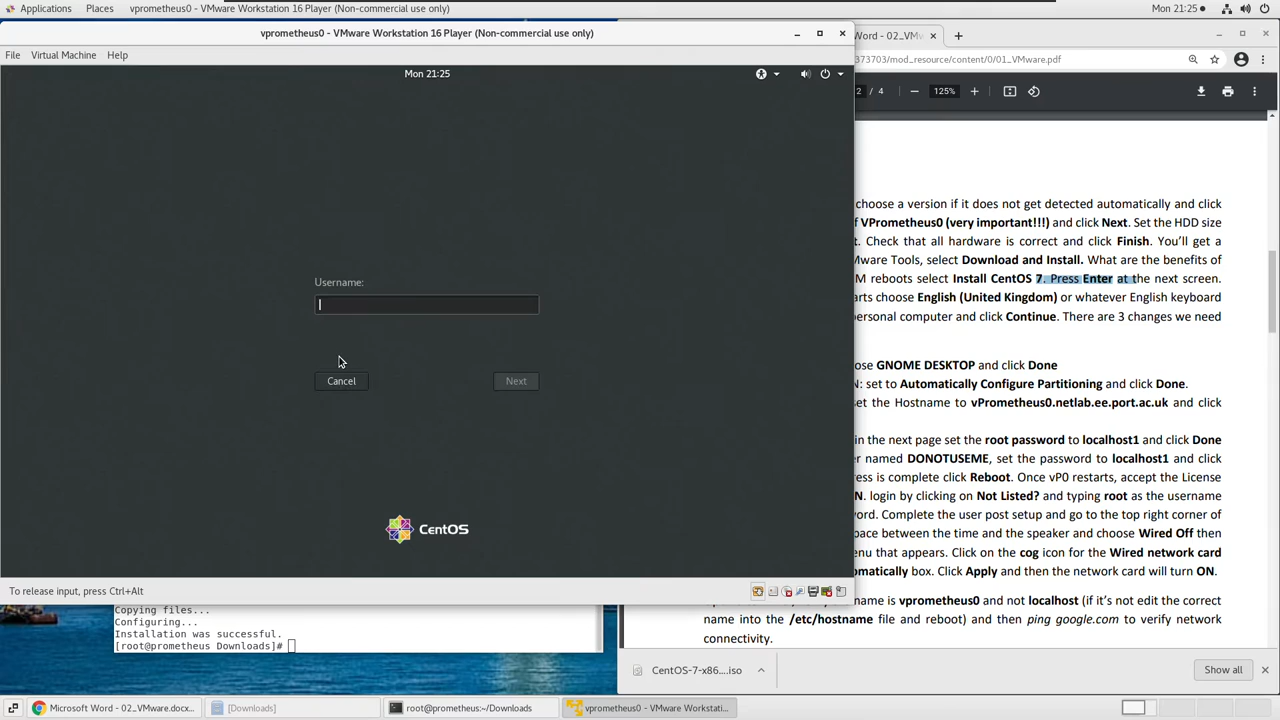 Applications Places vprometheus0 - VMware Workstation 16 Player (Non-commercial use only) Mon 21:25
vprometheus0 - VMware Workstation 16 Player (Non-commercial use only)
File Virtual Machine Help
Mon 21:25
Username:
Cancel Next
CentOS
To release input, press Ctrl+Alt
Word - 02_VMw
373703/mod_resource/content/0/01_VMware.pdf
2 / 4 125%
choose a version if it does not get detected automatically and click
f VPrometheus0 (very important!!!) and click Next. Set the HDD size
t. Check that all hardware is correct and click Finish. You'll get a
Mware Tools, select Download and Install. What are the benefits of
M reboots select Install CentOS 7. Press Enter at the next screen.
arts choose English (United Kingdom) or whatever English keyboard
personal computer and click Continue. There are 3 changes we need
ose GNOME DESKTOP and click Done
N: set to Automatically Configure Partitioning and click Done.
set the Hostname to vPrometheus0.netlab.ee.port.ac.uk and click
in the next page set the root password to localhost1 and click Done
er named DONOTUSEME, set the password to localhost1 and click
ress is complete click Reboot. Once vP0 restarts, accept the License
N. login by clicking on Not Listed? and typing root as the username
word. Complete the user post setup and go to the top right corner of
pace between the time and the speaker and choose Wired Off then
enu that appears. Click on the cog icon for the Wired network card
omatically box. Click Apply and then the network card will turn ON.
name is vprometheus0 and not localhost (if it's not edit the correct
name into the /etc/hostname file and reboot) and then ping google.com to verify network
connectivity.
Copying files...
Configuring...
Installation was successful.
[root@prometheus Downloads]#
CentOS-7-x86....iso Show all
Microsoft Word - 02_VMware.docx... [Downloads] root@prometheus:~/Downloads vprometheus0 - VMware Workstati...